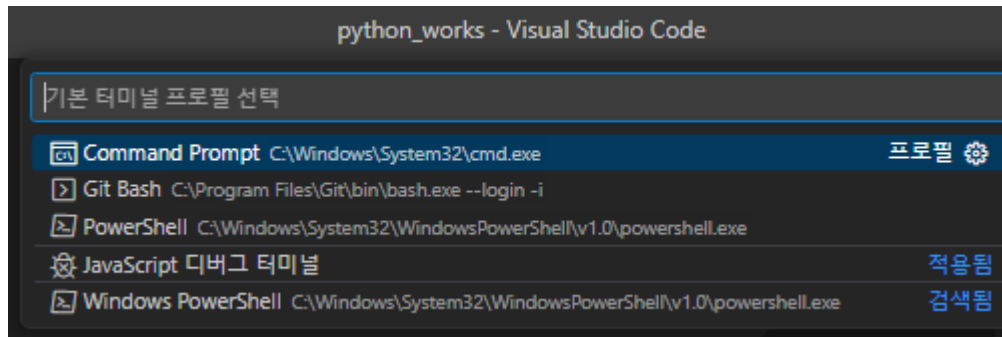 python_works - Visual Studio Code
기본 터미널 프로필 선택
Command Prompt C:\Windows\System32\cmd.exe 프로필
Git Bash C:\Program Files\Git\bin\bash.exe --login -i
PowerShell C:\Windows\System32\WindowsPowerShell\v1.0\powershell.exe
JavaScript 디버그 터미널 적용됨
Windows PowerShell C:\Windows\System32\WindowsPowerShell\v1.0\powershell.exe 검색됨